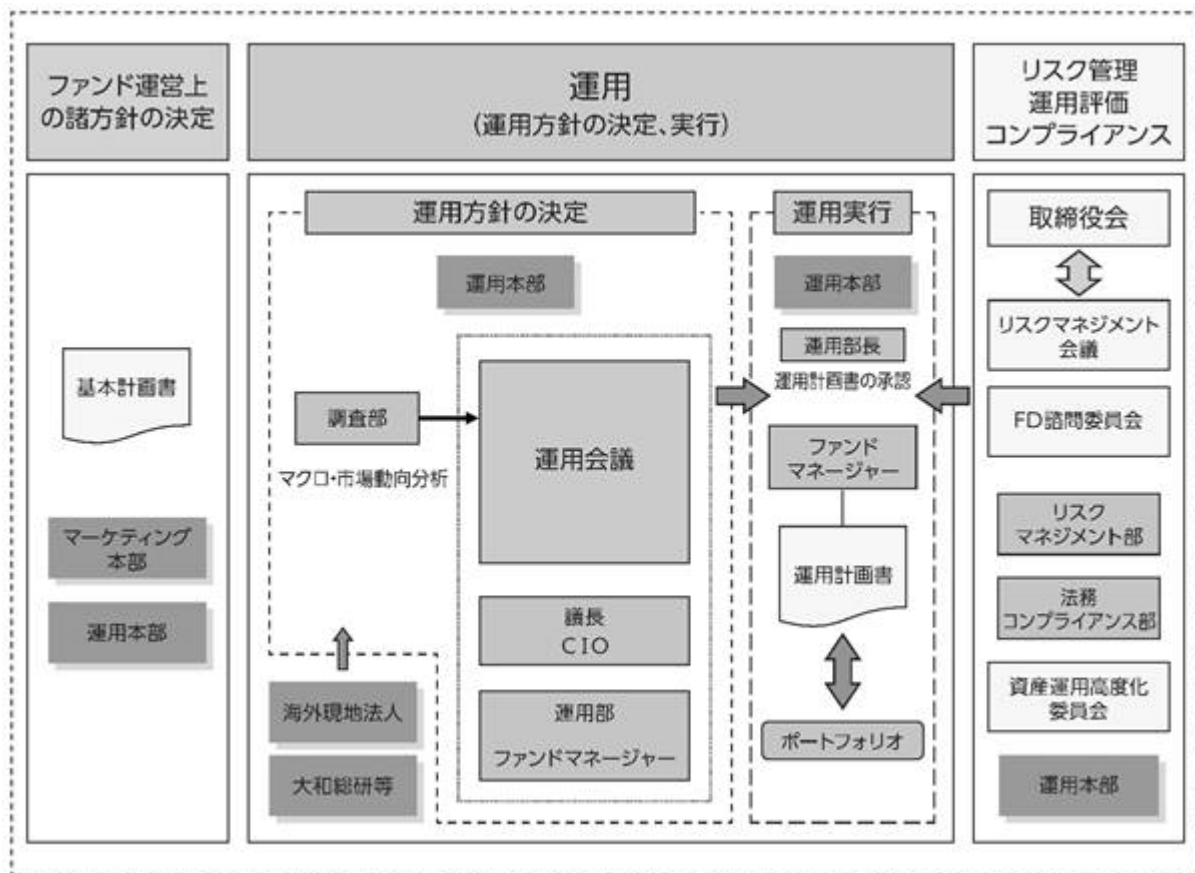 ファンド運営上
の諸方針の決定
運用
(運用方針の決定、実行)
リスク管理
運用評価
コンプライアンス
基本計画書
マーケティング
本部
運用本部
運用方針の決定
運用本部
調査部
マクロ・市場動向分析
運用会議
議長
CIO
運用部
ファンドマネージャー
海外現地法人
大和総研等
運用実行
運用本部
運用部長
運用計画書の承認
ファンド
マネージャー
運用計画書
ポートフォリオ
取締役会
リスクマネジメント
会議
FD諮問委員会
リスク
マネジメント部
法務
コンプライアンス部
資産運用高度化
委員会
運用本部